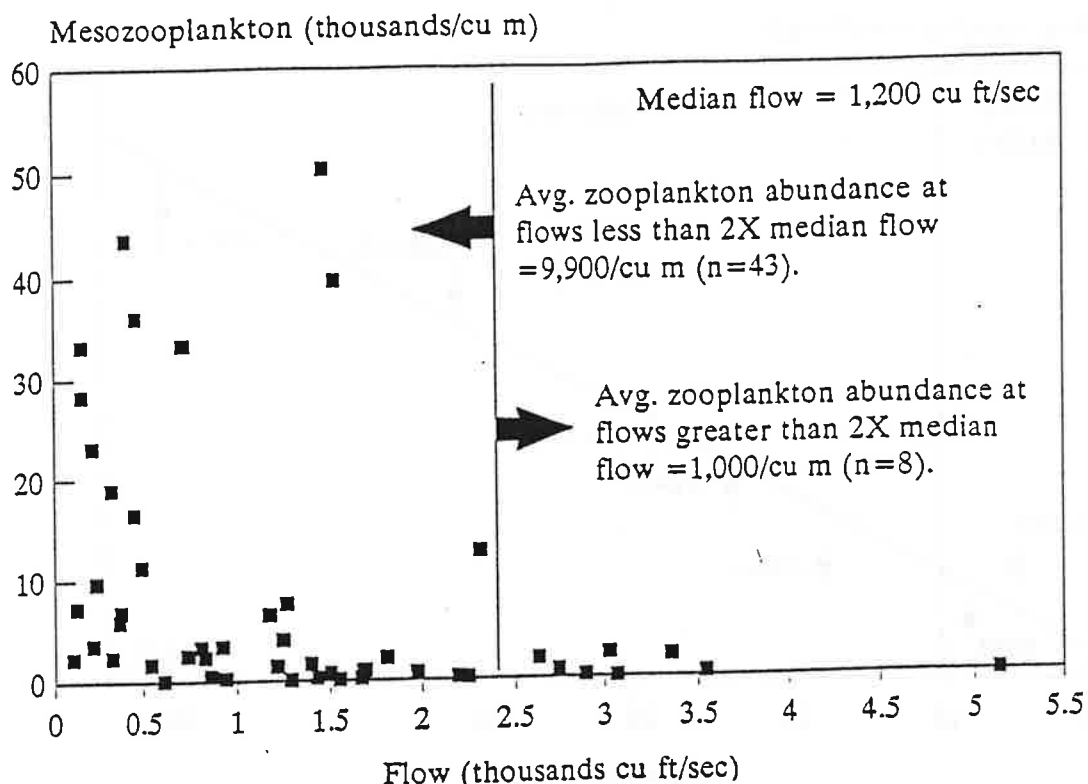 Mesozooplankton (thousands/cu m)
60
50
40
30
20
10
0
Median flow = 1,200 cu ft/sec
Avg. zooplankton abundance at
flows less than 2X median flow
=9,900/cu m (n=43).
Avg. zooplankton abundance at
flows greater than 2X median
flow =1,000/cu m (n=8).
0 0.5 1 1.5 2 2.5 3 3.5 4 4.5 5 5.5
Flow (thousands cu ft/sec)